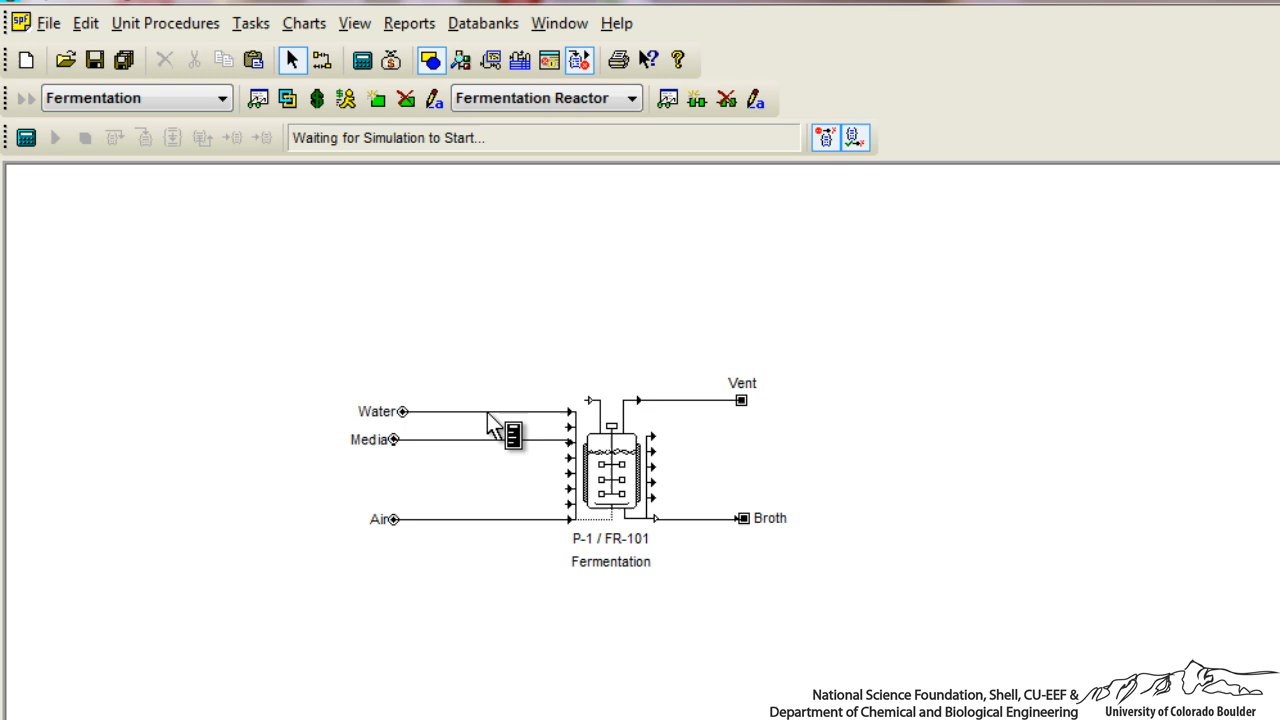 spf File Edit Unit Procedures Tasks Charts View Reports Databanks Window Help
Fermentation Fermentation Reactor
Waiting for Simulation to Start...
Vent
Water
Media
Air
Broth
P-1 / FR-101
Fermentation
National Science Foundation, Shell, CU-EEF &
Department of Chemical and Biological Engineering
University of Colorado Boulder